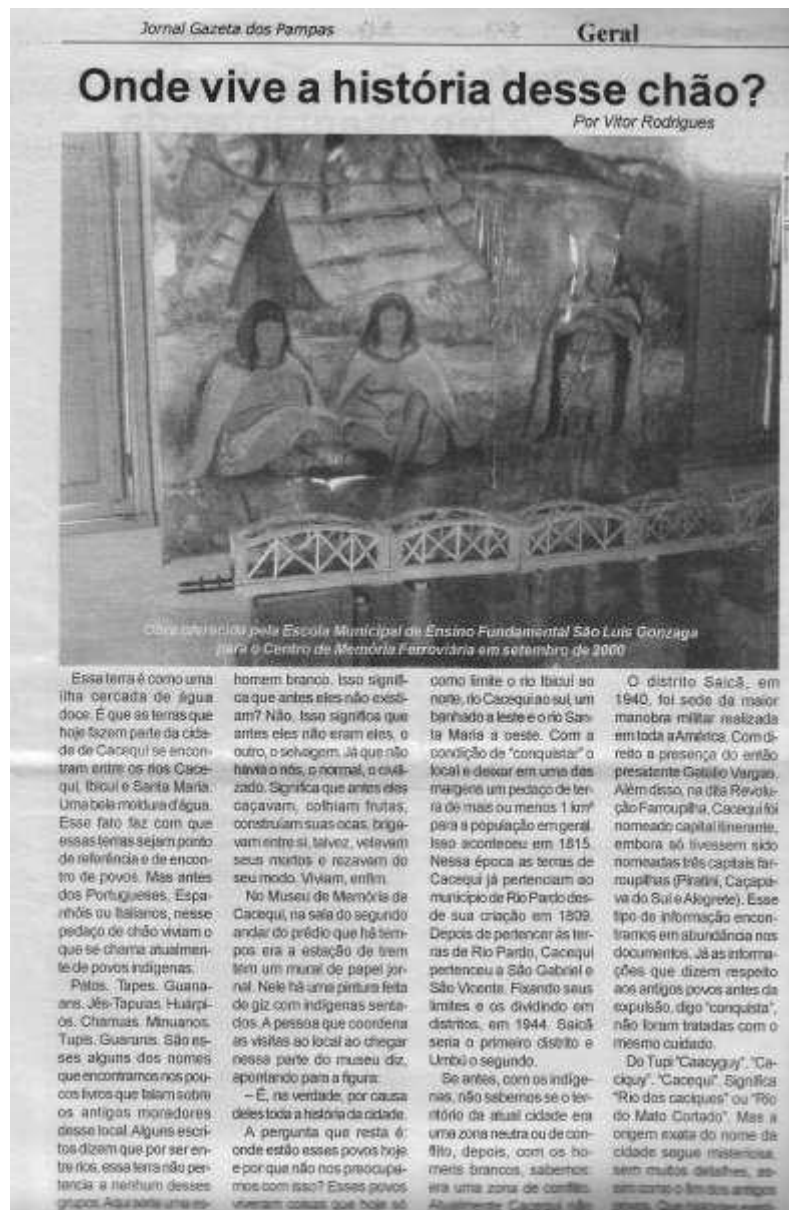 Jornal Gazeta dos Pampas
Geral
Onde vive a história desse chão?
Por Vitor Rodrigues
Obra oferecida pela Escola Municipal de Ensino Fundamental São Luis Gonzaga
para o Centro de Memória Ferroviária em setembro de 2000
Essa terra é como uma
ilha cercada de água
doce. É que as terras que
hoje fazem parte da cida-
de de Cacequi se encon-
tram entre os rios Cace-
qui, Ibicuí e Santa Maria.
Uma bela moldura d'água.
Esse fato faz com que
essas terras sejam ponto
de referência e de encon-
tro de povos. Mas antes
dos Portugueses, Espa-
nhóis ou Italianos, nesse
pedaço de chão viviam o
que se chama atualmen-
te de povos indígenas.
Patos. Tapes. Guana-
ans. Jês-Tapuias. Huarpi-
os. Charruas. Minuanos.
Tupis. Guaranis. São es-
ses alguns dos nomes
que encontramos nos pou-
cos livros que falam sobre
os antigos moradores
desse local. Alguns escri-
tos dizem que por ser en-
tre rios, essa terra não per-
tencia a nenhum desses
grupos. Aqui seria uma es-
homem branco. Isso signifi-
ca que antes eles não existi-
am? Não. Isso significa que
antes eles não eram eles, o
outro, o selvagem. Já que não
havia o nós, o normal, o civili-
zado. Significa que antes eles
caçavam, colhiam frutas,
construíam suas ocas, briga-
vam entre si, talvez, velavam
seus mortos e rezavam do
seu modo. Viviam, enfim.
No Museu de Memória de
Cacequi, na sala do segundo
andar do prédio que há tem-
pos era a estação de trem
tem um mural de papel jor-
nal. Nele há uma pintura feita
de giz com indígenas senta-
dos. A pessoa que coordena
as visitas ao local ao chegar
nessa parte do museu diz,
apontando para a figura:
– É, na verdade, por causa
deles toda a história da cidade.
A pergunta que resta é:
onde estão esses povos hoje
e por que não nos preocupa-
mos com isso? Esses povos
viveram coisas que hoje só
como limite o rio Ibicuí ao
norte, rio Cacequi ao sul, um
banhado a leste e o rio San-
ta Maria a oeste. Com a
condição de "conquistar" o
local e deixar em uma das
margens um pedaço de ter-
ra de mais ou menos 1 km²
para a população em geral.
Isso aconteceu em 1815.
Nessa época as terras de
Cacequi já pertenciam ao
município de Rio Pardo des-
de sua criação em 1809.
Depois de pertencer às ter-
ras de Rio Pardo, Cacequi
pertenceu a São Gabriel e
São Vicente. Fixando seus
limites e os dividindo em
distritos, em 1944. Saicã
seria o primeiro distrito e
Umbú o segundo.
Se antes, com os indíge-
nas, não sabemos se o ter-
ritório da atual cidade era
uma zona neutra ou de con-
flito, depois, com os ho-
mens brancos, sabemos:
era uma zona de conflito.
Atualmente Cacequi não
O distrito Saicã, em
1940, foi sede da maior
manobra militar realizada
em toda a América. Com di-
reito a presença do então
presidente Getúlio Vargas.
Além disso, na dita Revolu-
ção Farroupilha, Cacequi foi
nomeado capital itinerante,
embora só tivessem sido
nomeadas três capitais far-
roupilhas (Piratini, Caçapa-
va do Sul e Alegrete). Esse
tipo de informação encon-
tramos em abundância nos
documentos. Já as informa-
ções que dizem respeito
aos antigos povos antes da
expulsão, digo "conquista",
não foram tratadas com o
mesmo cuidado.
Do Tupi "Caacyguy", "Ca-
ciquy", "Cacequi". Significa
"Rio dos caciques" ou "Rio
do Mato Cortado". Mas a
origem exata do nome da
cidade segue misteriosa,
sem muitos detalhes, as-
sim como o fim dos antigos